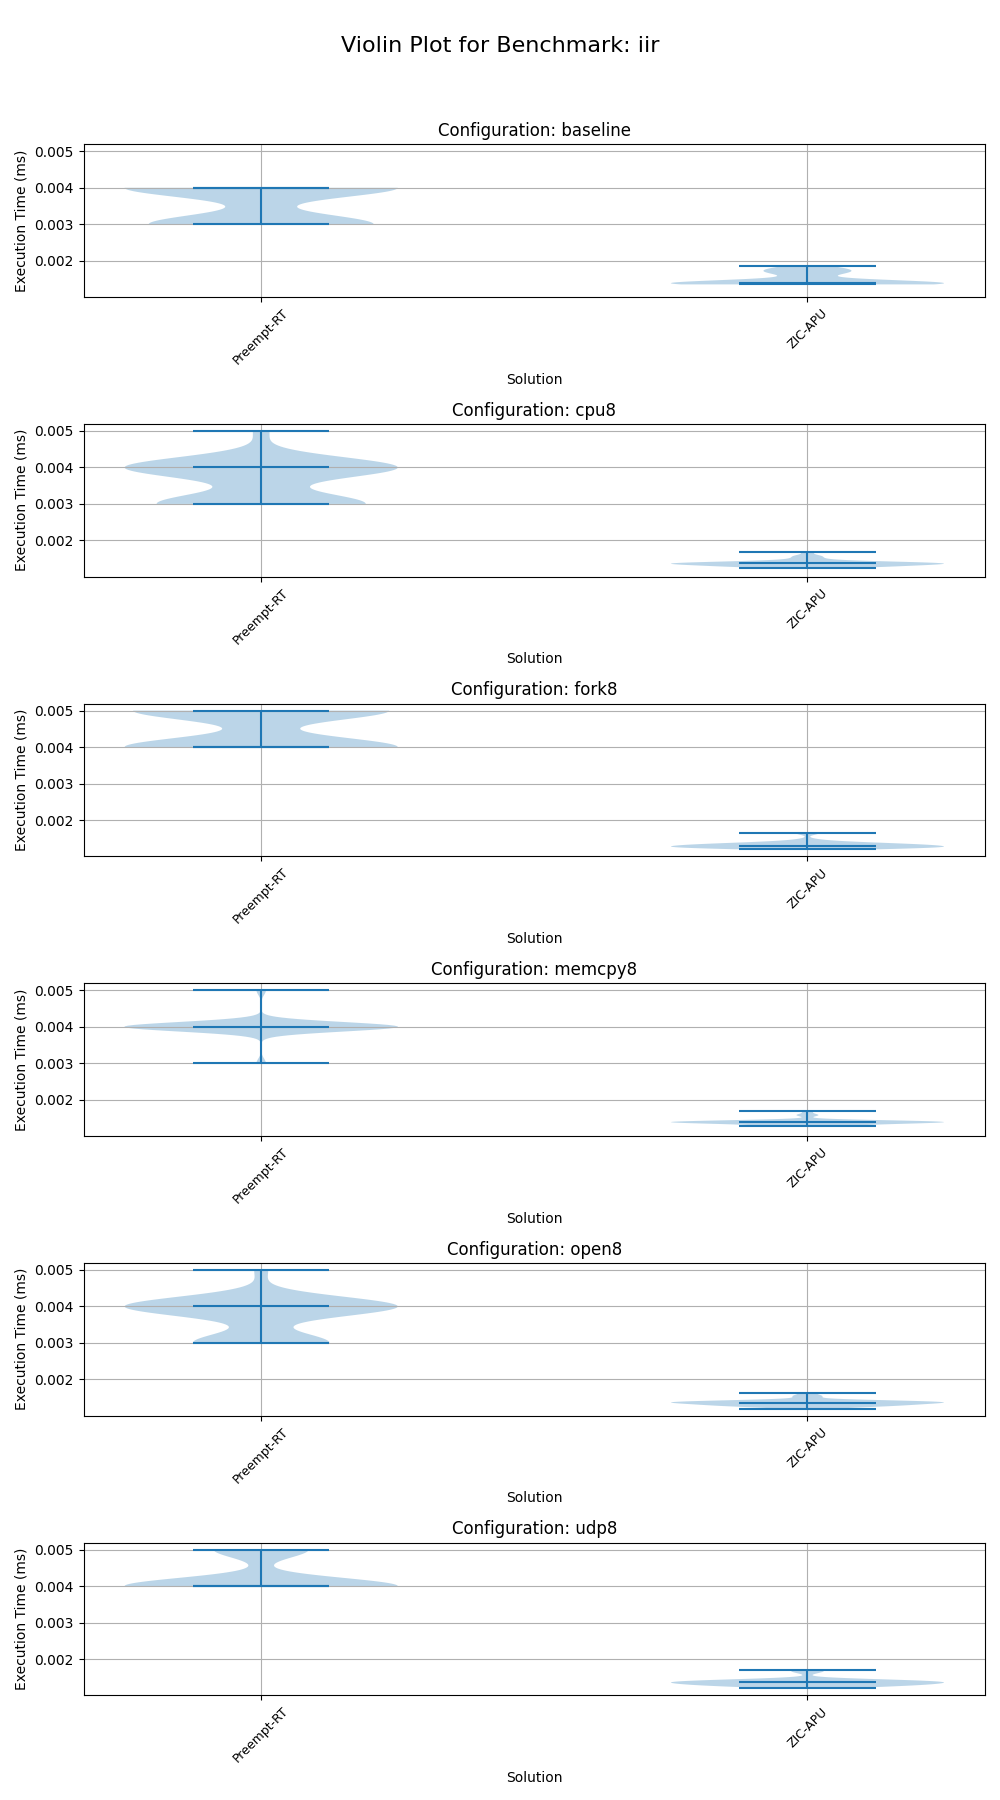 Violin Plot for Benchmark: iir
Configuration: baseline
Execution Time (ms)
0.005
0.004
0.003
0.002
Preempt-RT
ZIC-APU
Solution
Configuration: cpu8
Execution Time (ms)
0.005
0.004
0.003
0.002
Preempt-RT
ZIC-APU
Solution
Configuration: fork8
Execution Time (ms)
0.005
0.004
0.003
0.002
Preempt-RT
ZIC-APU
Solution
Configuration: memcpy8
Execution Time (ms)
0.005
0.004
0.003
0.002
Preempt-RT
ZIC-APU
Solution
Configuration: open8
Execution Time (ms)
0.005
0.004
0.003
0.002
Preempt-RT
ZIC-APU
Solution
Configuration: udp8
Execution Time (ms)
0.005
0.004
0.003
0.002
Preempt-RT
ZIC-APU
Solution